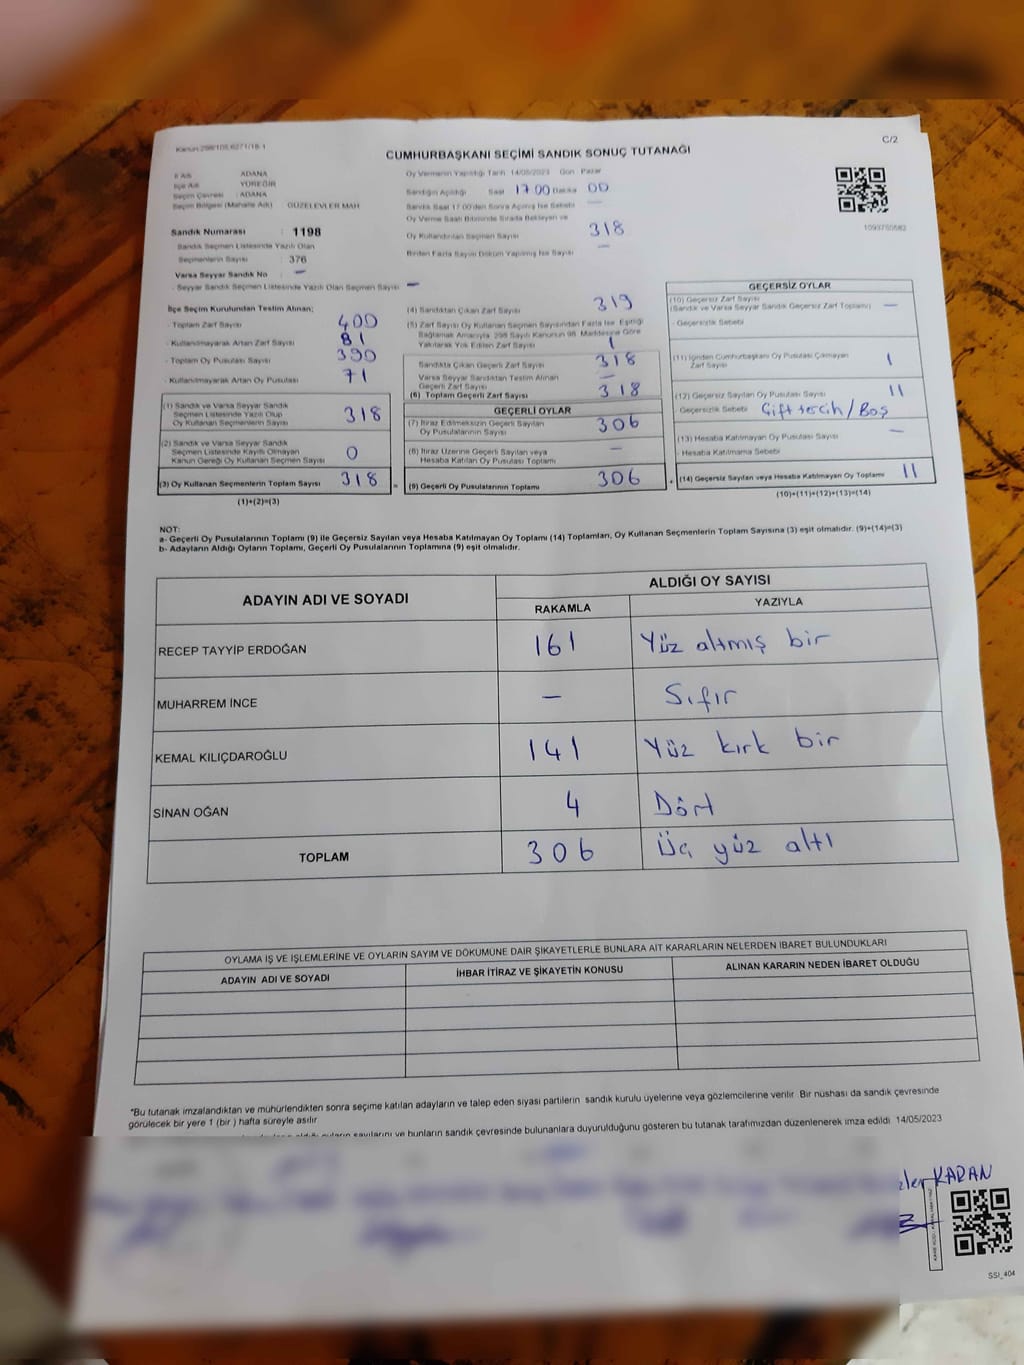 Kanun:298/105,6271/18-1
C/2
CUMHURBAŞKANI SEÇİMİ SANDIK SONUÇ TUTANAĞI
İl Adı ADANA
İlçe Adı YÜREĞİR
Seçim Çevresi : ADANA
Seçim Bölgesi (Mahalle Adı) : GÜZELEVLER MAH
Sandık Numarası : 1198
Sandık Seçmen Listesinde Yazılı Olan
Seçmenlerin Sayısı : 376
Varsa Seyyar Sandık No : –
- Seyyar Sandık Seçmen Listesinde Yazılı Olan Seçmen Sayısı –
Oy Vermenin Yapıldığı Tarih 14/05/2023 Gün Pazar
Sandığın Açıldığı Saat 17.00 Dakika 00
Sandık Saat 17.00'den Sonra Açılmış İse Sebebi –
Oy Verme Saati Bitiminde Sırada Bekleyen ve
Oy Kullandırılan Seçmen Sayısı 318
Birden Fazla Sayım Döküm Yapılmış İse Sayısı –
1093750582
İlçe Seçim Kurulundan Teslim Alınan;
- Toplam Zarf Sayısı 400
- Kullanılmayarak Artan Zarf Sayısı 81
- Toplam Oy Pusulası Sayısı 390
- Kullanılmayarak Artan Oy Pusulası 71
(1) Sandık ve Varsa Seyyar Sandık
Seçmen Listesinde Yazılı Olup
Oy Kullanan Seçmenlerin Sayısı 318
(2) Sandık ve Varsa Seyyar Sandık
Seçmen Listesinde Kayıtlı Olmayan
Kanun Gereği Oy Kullanan Seçmen Sayısı 0
(3) Oy Kullanan Seçmenlerin Toplam Sayısı 318
(1)+(2)=(3)
(4) Sandıktan Çıkan Zarf Sayısı 319
(5) Zarf Sayısı Oy Kullanan Seçmen Sayısından Fazla İse, Eşitliği
Sağlamak Amacıyla, 298 Sayılı Kanunun 98. Maddesine Göre
Yakılarak Yok Edilen Zarf Sayısı 1
Sandıkta Çıkan Geçerli Zarf Sayısı 318
Varsa Seyyar Sandıktan Teslim Alınan
Geçerli Zarf Sayısı –
(6) Toplam Geçerli Zarf Sayısı 318
GEÇERLİ OYLAR
(7) İtiraz Edilmeksizin Geçerli Sayılan
Oy Pusulalarının Sayısı 306
(8) İtiraz Üzerine Geçerli Sayılan veya
Hesaba Katılan Oy Pusulası Toplamı –
(9) Geçerli Oy Pusulalarının Toplamı 306
GEÇERSİZ OYLAR
(10) Geçersiz Zarf Sayısı
(Sandık ve Varsa Seyyar Sandık Geçersiz Zarf Toplamı) –
- Geçersizlik Sebebi
(11) İçinden Cumhurbaşkanı Oy Pusulası Çıkmayan
Zarf Sayısı 1
(12) Geçersiz Sayılan Oy Pusulası Sayısı 11
Geçersizlik Sebebi Çift tercih / Boş
(13) Hesaba Katılmayan Oy Pusulası Sayısı –
- Hesaba Katılmama Sebebi
(14) Geçersiz Sayılan veya Hesaba Katılmayan Oy Toplamı 11
(10)+(11)+(12)+(13)=(14)
NOT:
a- Geçerli Oy Pusulalarının Toplamı (9) ile Geçersiz Sayılan veya Hesaba Katılmayan Oy Toplamı (14) Toplamları, Oy Kullanan Seçmenlerin Toplam Sayısına (3) eşit olmalıdır. (9)+(14)=(3)
b- Adayların Aldığı Oyların Toplamı, Geçerli Oy Pusulalarının Toplamına (9) eşit olmalıdır.
ADAYIN ADI VE SOYADI ALDIĞI OY SAYISI
RAKAMLA YAZIYLA
RECEP TAYYİP ERDOĞAN 161 Yüz altmış bir
MUHARREM İNCE – Sıfır
KEMAL KILIÇDAROĞLU 141 Yüz kırk bir
SİNAN OĞAN 4 Dört
TOPLAM 306 Üç yüz altı
OYLAMA İŞ VE İŞLEMLERİNE VE OYLARIN SAYIM VE DÖKÜMÜNE DAİR ŞİKAYETLERLE BUNLARA AİT KARARLARIN NELERDEN İBARET BULUNDUKLARI
ADAYIN ADI VE SOYADI İHBAR İTİRAZ VE ŞİKAYETİN KONUSU ALINAN KARARIN NEDEN İBARET OLDUĞU
*Bu tutanak imzalandıktan ve mühürlendikten sonra seçime katılan adayların ve talep eden siyasi partilerin sandık kurulu üyelerine veya gözlemcilerine verilir. Bir nüshası da sandık çevresinde
görülecek bir yere 1 (bir ) hafta süreyle asılır.
oyların sayılarını ve bunların sandık çevresinde bulunanlara duyurulduğunu gösteren bu tutanak tarafımızdan düzenlenerek imza edildi. 14/05/2023
KARAN
SSI_404